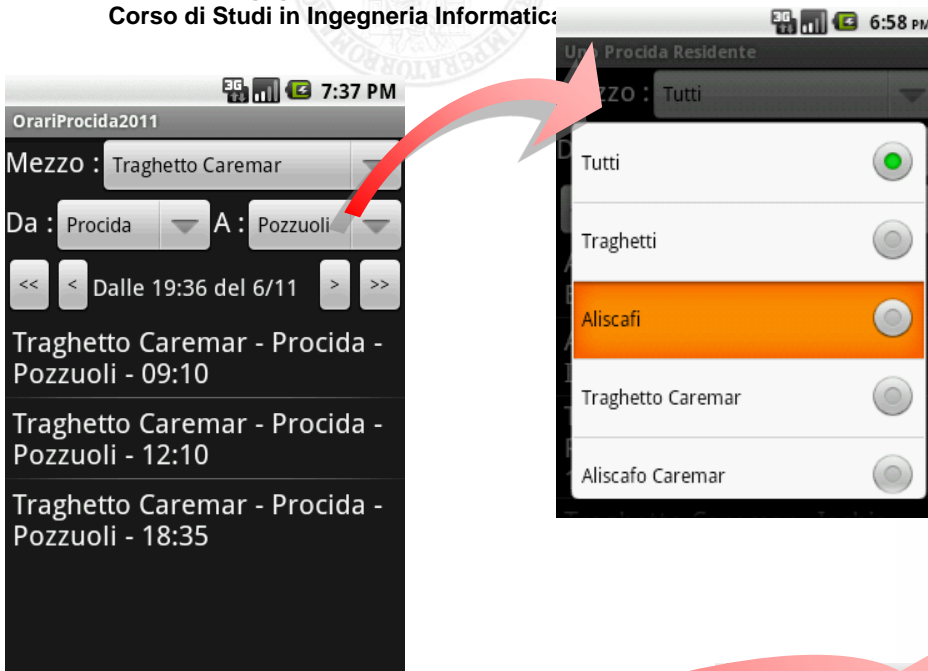 Corso di Studi in Ingegneria Informatica
7:37 PM
OrariProcida2011
Mezzo : Traghetto Caremar
Da : Procida A : Pozzuoli
<< < Dalle 19:36 del 6/11 > >>
Traghetto Caremar - Procida -
Pozzuoli - 09:10
Traghetto Caremar - Procida -
Pozzuoli - 12:10
Traghetto Caremar - Procida -
Pozzuoli - 18:35
3G 6:58 PM
Procida Residente
Tutti
Tutti
Traghetti
Aliscafi
Traghetto Caremar
Aliscafo Caremar